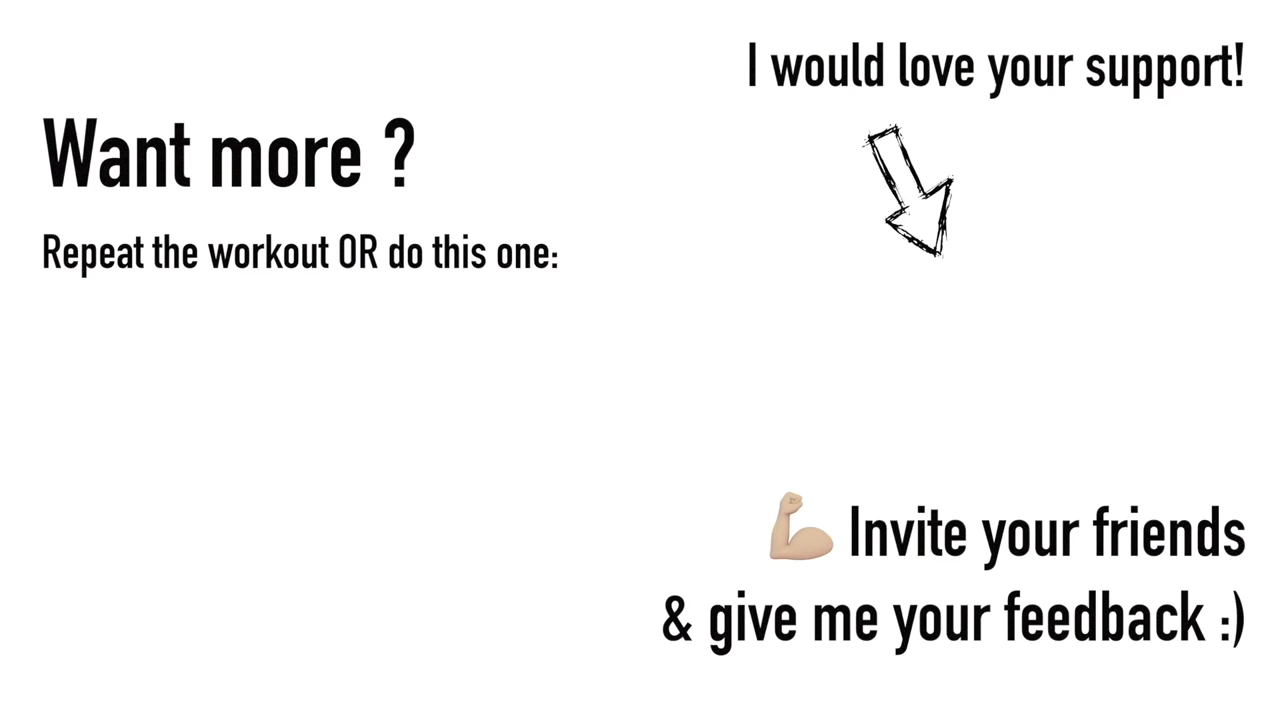 I would love your support!
Want more ?
Repeat the workout OR do this one:
💪🏼 Invite your friends
& give me your feedback :)